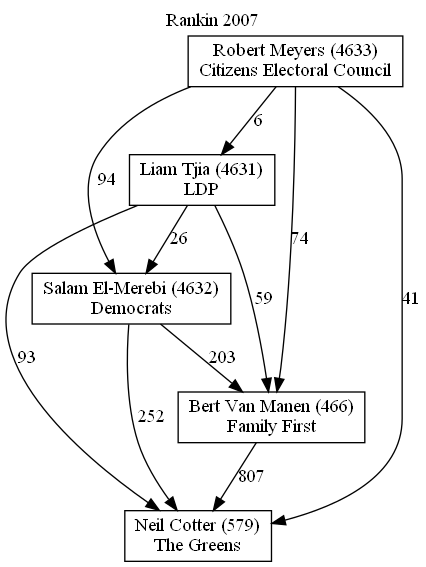 Rankin 2007
Robert Meyers (4633)
Citizens Electoral Council
6
Liam Tjia (4631)
LDP
94
26
74
Salam El-Merebi (4632)
Democrats
59
41
93
203
Bert Van Manen (466)
Family First
252
807
Neil Cotter (579)
The Greens